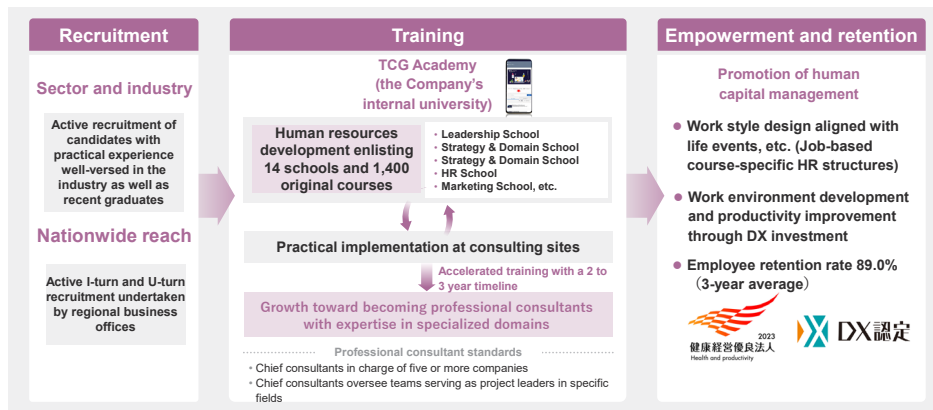 Recruitment
Sector and industry
Active recruitment of
candidates with
practical experience
well-versed in the
industry as well as
recent graduates
Nationwide reach
Active I-turn and U-turn
recruitment undertaken
by regional business
offices
Training
TCG Academy
(the Company's
internal university)
Human resources
development enlisting
14 schools and 1,400
original courses
• Leadership School
• Strategy & Domain School
• Strategy & Domain School
• HR School
• Marketing School, etc.
Practical implementation at consulting sites
Accelerated training with a 2 to
3 year timeline
Growth toward becoming professional consultants
with expertise in specialized domains
Professional consultant standards
• Chief consultants in charge of five or more companies
• Chief consultants oversee teams serving as project leaders in specific
fields
Empowerment and retention
Promotion of human
capital management
● Work style design aligned with
life events, etc. (Job-based
course-specific HR structures)
● Work environment development
and productivity improvement
through DX investment
● Employee retention rate 89.0%
（3-year average）
2023
健康経営優良法人
Health and productivity
DX認定